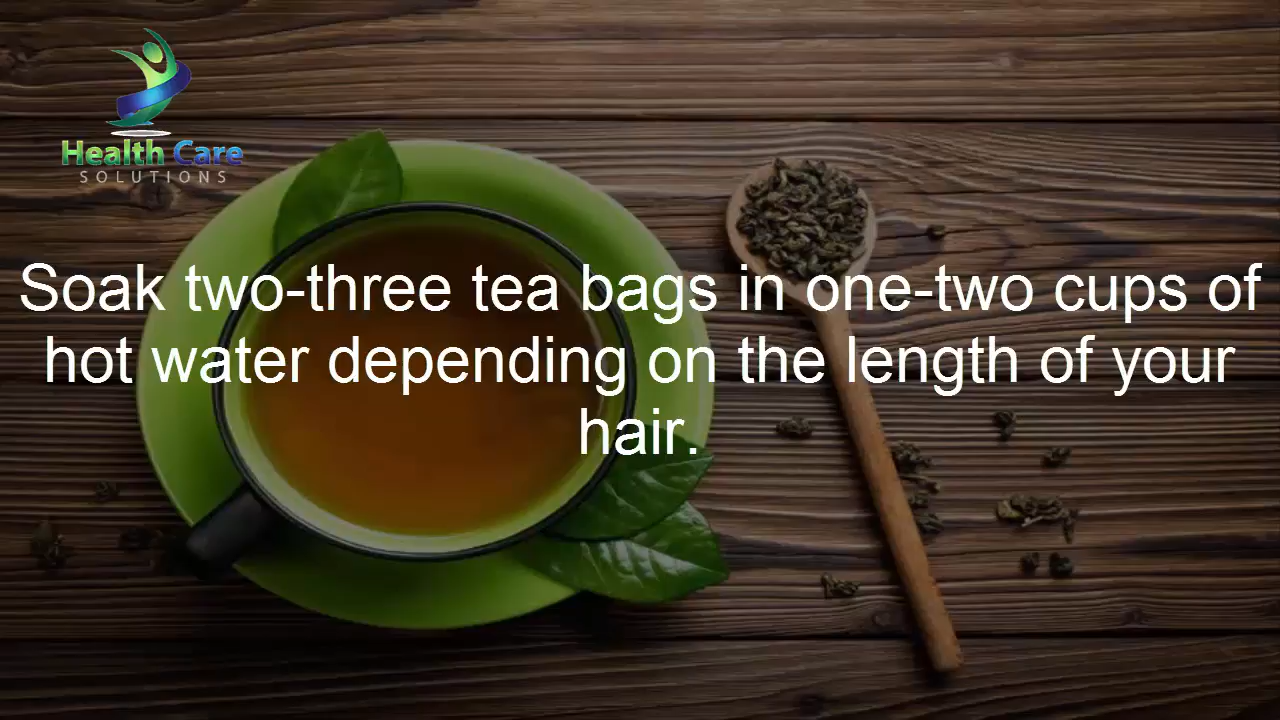 Health Care
SOLUTIONS
Soak two-three tea bags in one-two cups of
hot water depending on the length of your
hair.